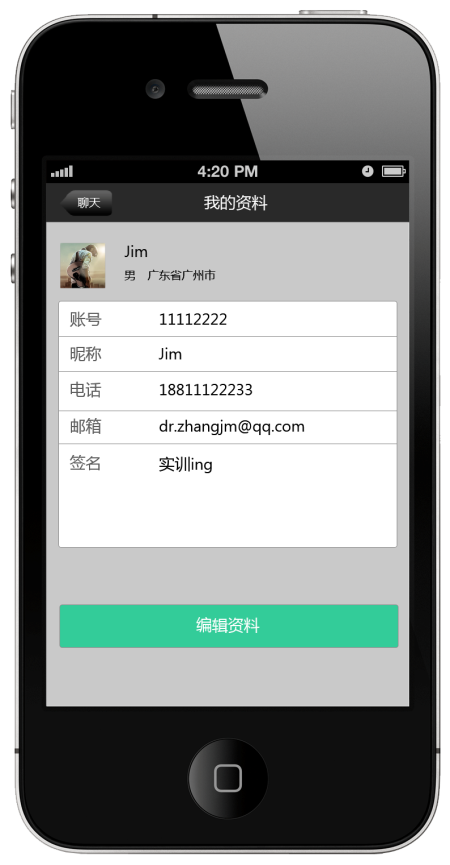 4:20 PM
聊天 我的资料
Jim
男 广东省广州市
账号 11112222
昵称 Jim
电话 18811122233
邮箱 dr.zhangjm@qq.com
签名 实训ing
编辑资料